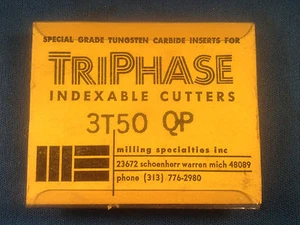 SPECIAL GRADE TUNGSTEN CARBIDE INSERTS FOR
TRIPHASE
INDEXABLE CUTTERS
3T50 QP
milling specialties inc
23672 schoenherr warren mich 48089
phone (313) 776-2980